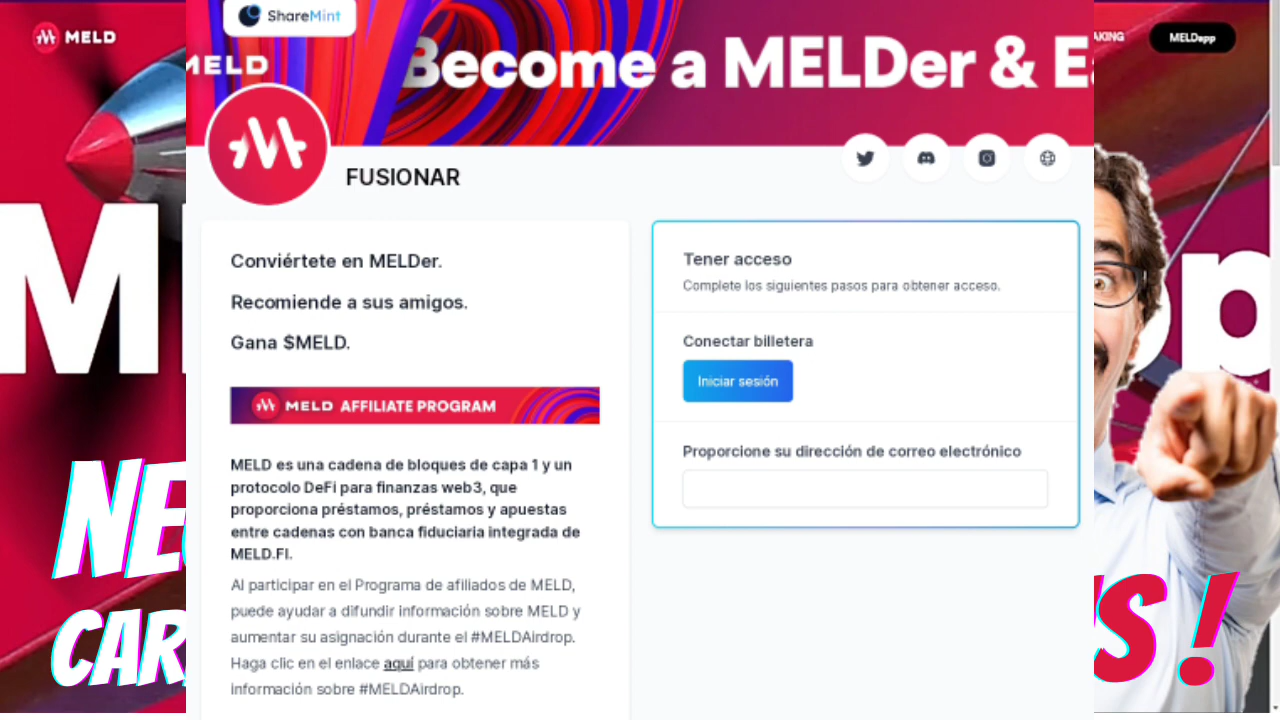 ShareMint
MELD
AKING
MELDapp
MELD
Become a MELDer & Ea
FUSIONAR
Conviértete en MELDer.
Recomiende a sus amigos.
Gana $MELD.
MELD AFFILIATE PROGRAM
MELD es una cadena de bloques de capa 1 y un
protocolo DeFi para finanzas web3, que
proporciona préstamos, préstamos y apuestas
entre cadenas con banca fiduciaria integrada de
MELD.FI.
Al participar en el Programa de afiliados de MELD,
puede ayudar a difundir información sobre MELD y
aumentar su asignación durante el #MELDAirdrop.
Haga clic en el enlace aquí para obtener más
información sobre #MELDAirdrop.
Tener acceso
Complete los siguientes pasos para obtener acceso.
Conectar billetera
Iniciar sesión
Proporcione su dirección de correo electrónico
M
pp
NE
CAR
S!